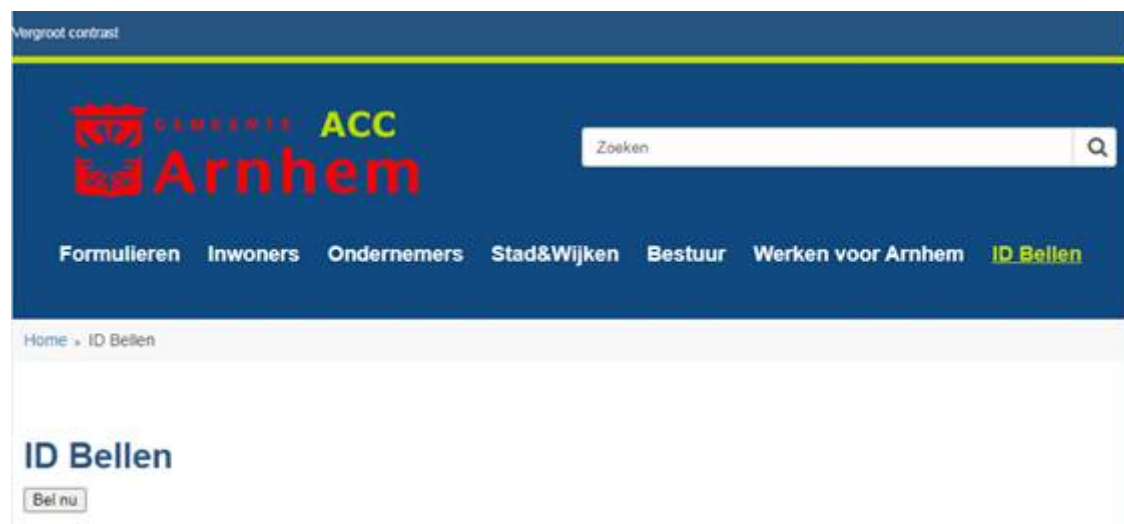 Vergroot contrast
GEMEENTE ACC
Arnhem
Zoeken
Formulieren Inwoners Ondernemers Stad&Wijken Bestuur Werken voor Arnhem ID Bellen
Home » ID Bellen
ID Bellen
Bel nu